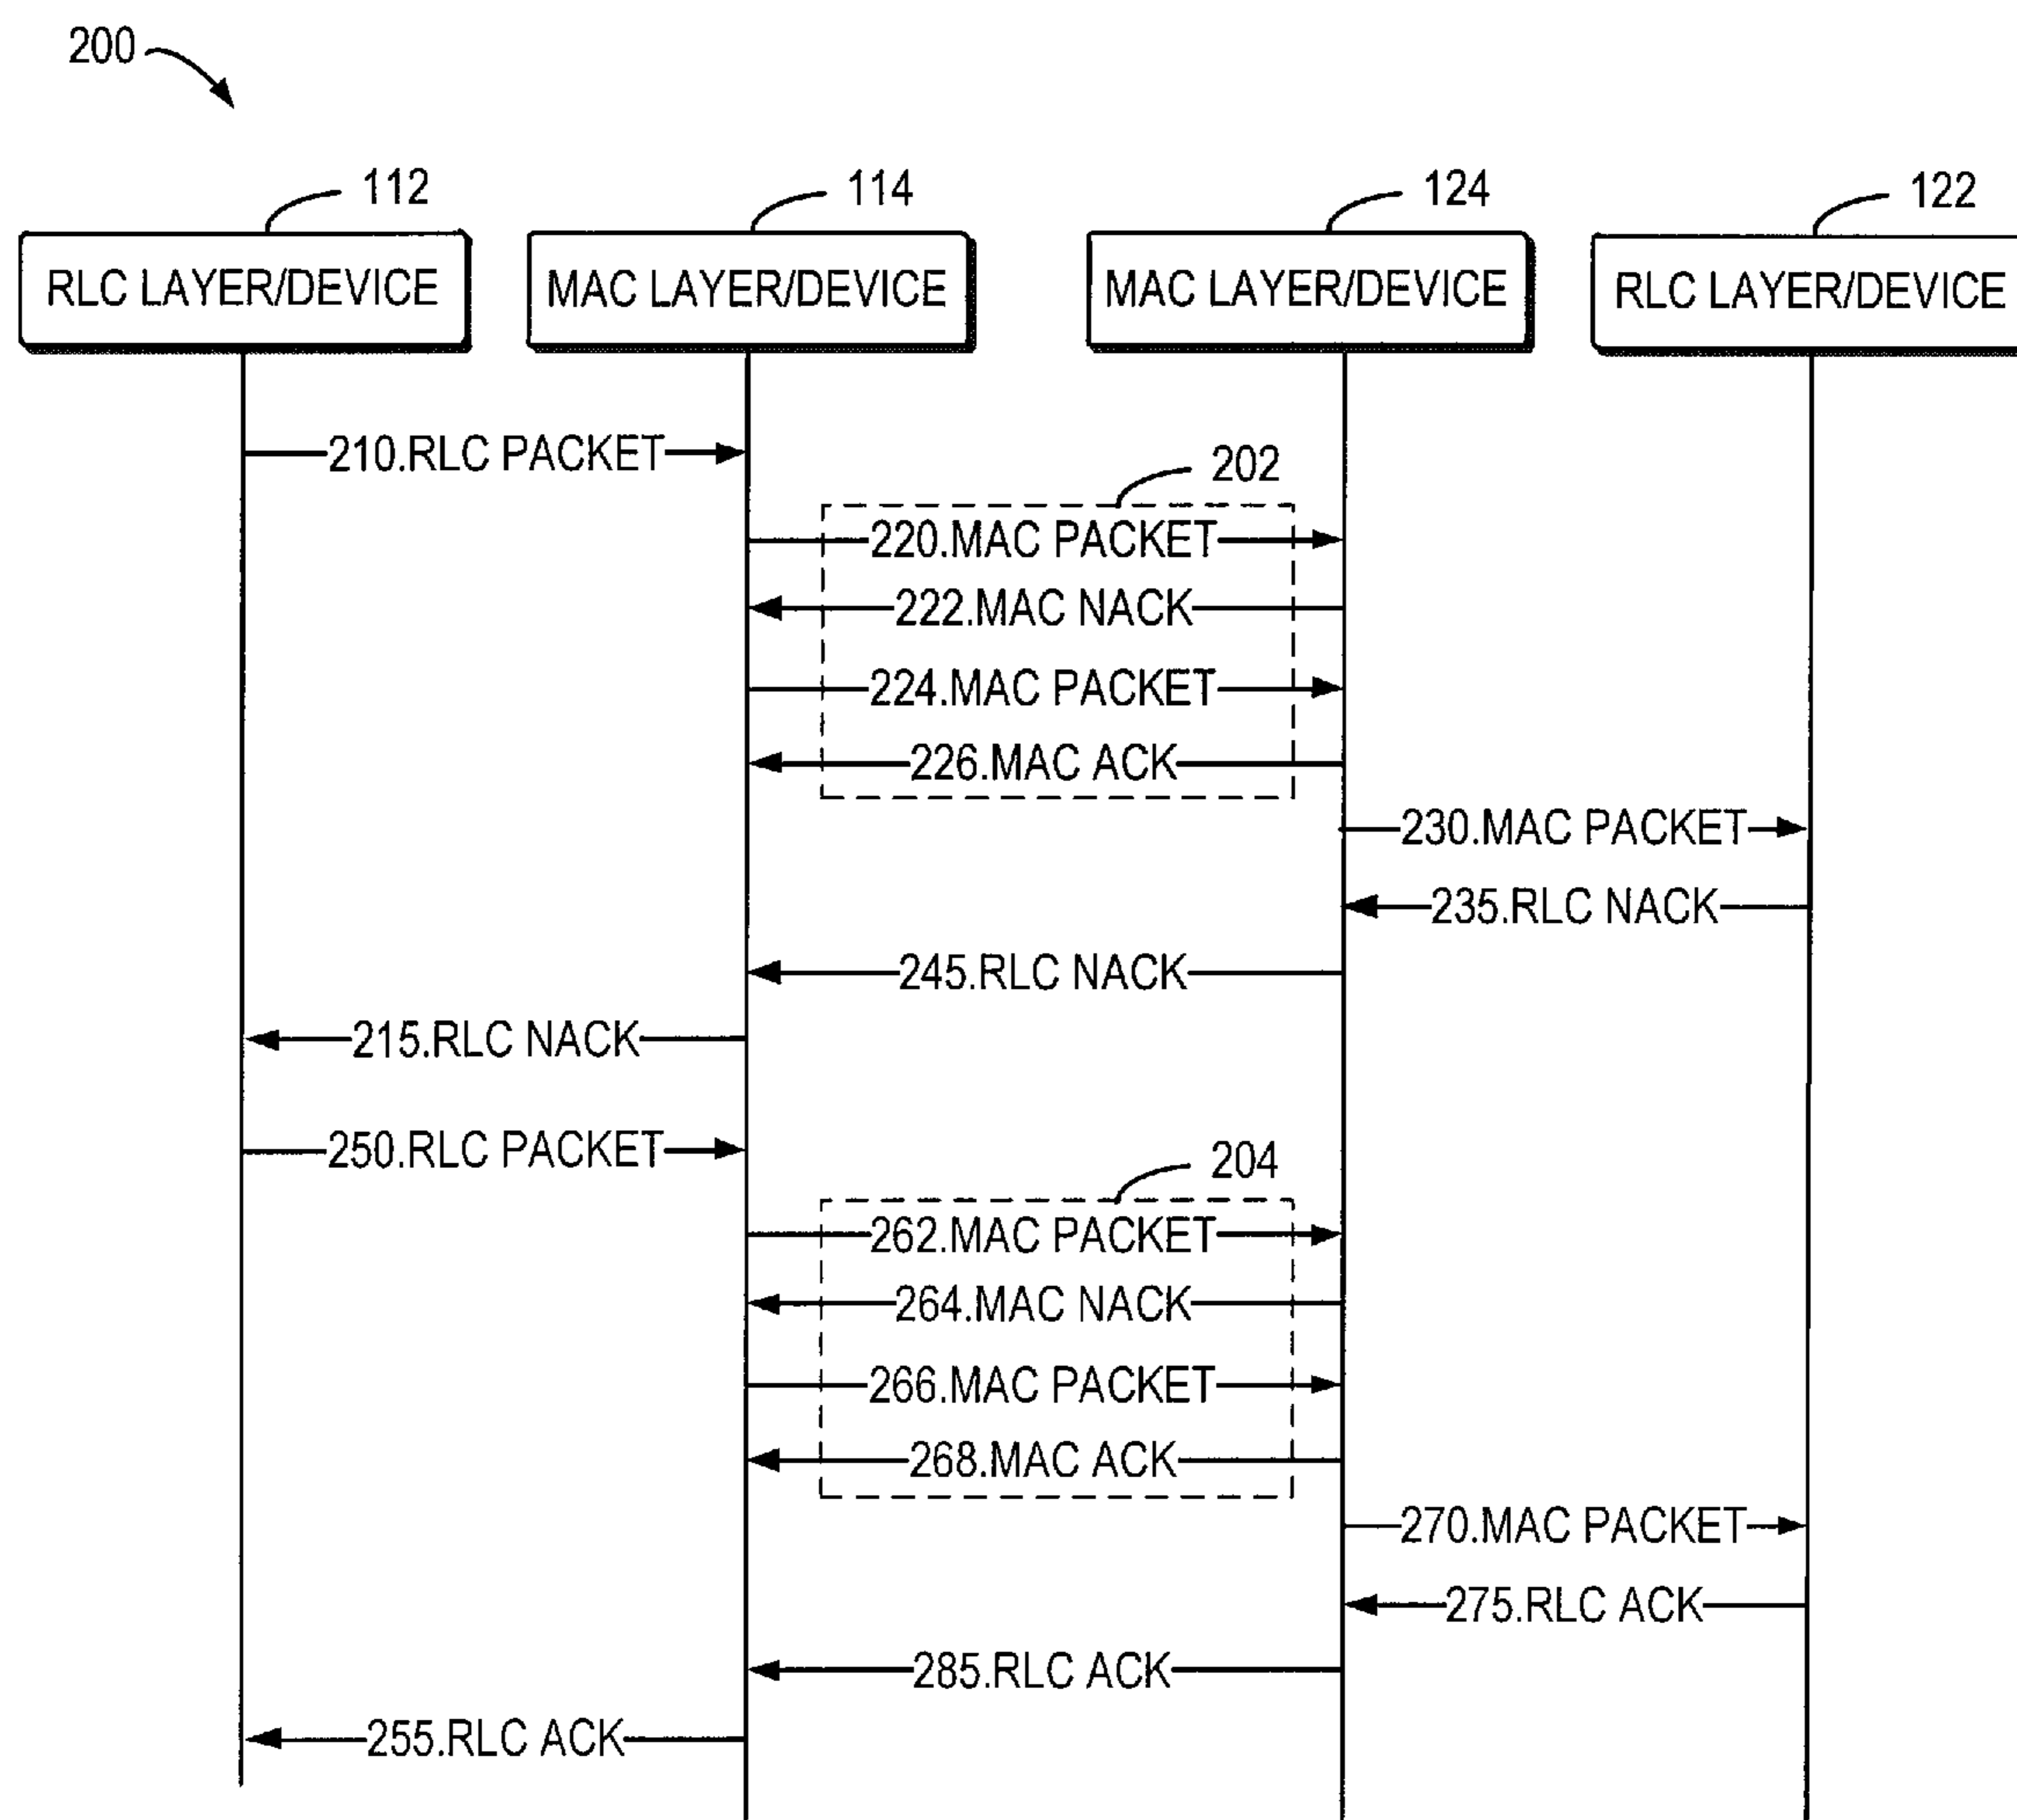 200
112
114
124
122
RLC LAYER/DEVICE
MAC LAYER/DEVICE
MAC LAYER/DEVICE
RLC LAYER/DEVICE
210.RLC PACKET
202
220.MAC PACKET
222.MAC NACK
224.MAC PACKET
226.MAC ACK
230.MAC PACKET
235.RLC NACK
245.RLC NACK
215.RLC NACK
250.RLC PACKET
204
262.MAC PACKET
264.MAC NACK
266.MAC PACKET
268.MAC ACK
270.MAC PACKET
275.RLC ACK
285.RLC ACK
255.RLC ACK